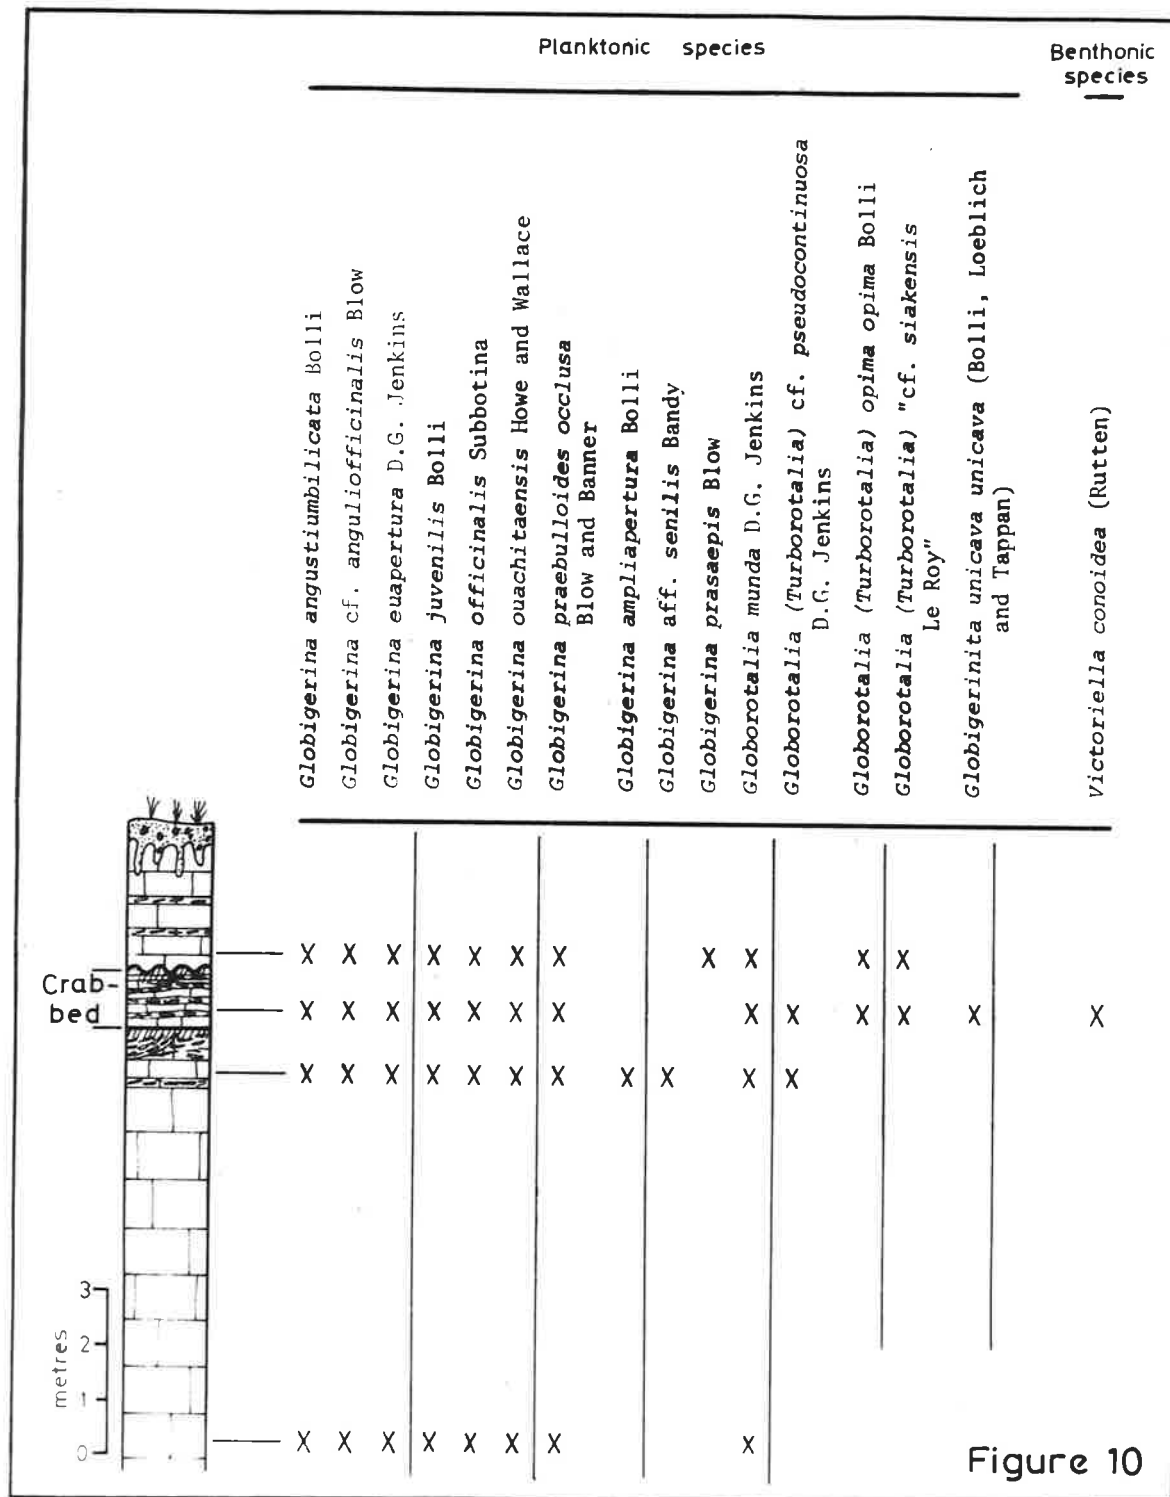 Planktonic species
Benthonic
species
Globigerina angustiumbilicata Bolli
Globigerina cf. anguliofficinalis Blow
Globigerina euapertura D.G. Jenkins
Globigerina juvenilis Bolli
Globigerina officinalis Subbotina
Globigerina ouachitaensis Howe and Wallace
Globigerina praebulloides occlusa
Blow and Banner
Globigerina ampliapertura Bolli
Globigerina aff. senilis Bandy
Globigerina prasaepis Blow
Globorotalia munda D.G. Jenkins
Globorotalia (Turborotalia) cf. pseudocontinuosa
D.G. Jenkins
Globorotalia (Turborotalia) opima opima Bolli
Globorotalia (Turborotalia) "cf. siakensis
Le Roy"
Globigerinita unicava unicava (Bolli, Loeblich
and Tappan)
Victoriella conoidea (Rutten)
X X X X X X X X X X X
Crab-
bed
X X X X X X X X X X X X X
X X X X X X X X X X X
3
2
1
0
metres
X X X X X X X X
Figure 10